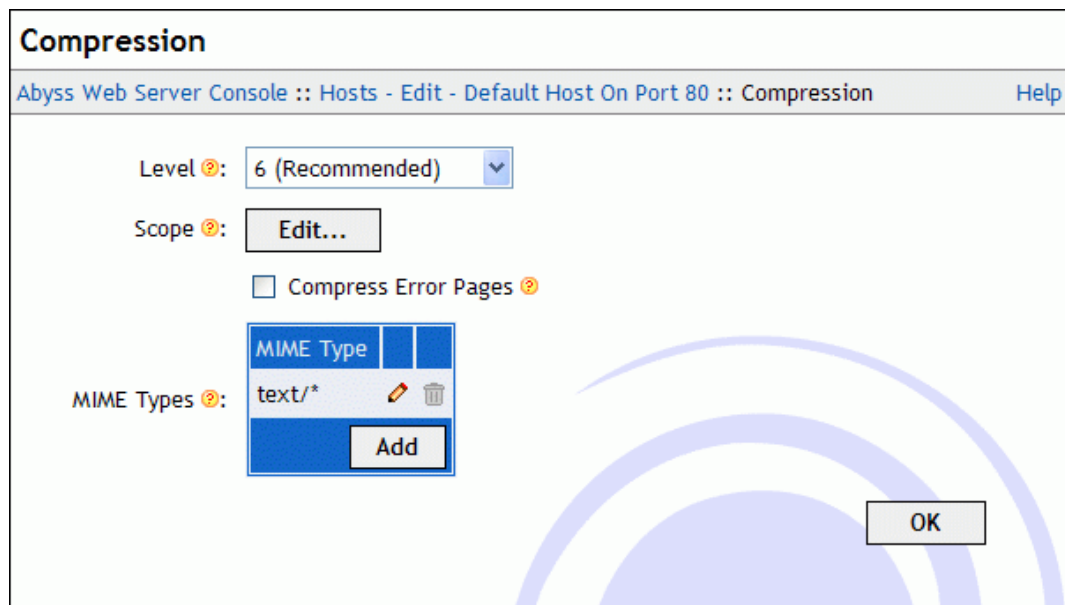 Compression
Abyss Web Server Console :: Hosts - Edit - Default Host On Port 80 :: Compression Help
Level ?: 6 (Recommended)
Scope ?: Edit...
Compress Error Pages ?
MIME Type
MIME Types ?: text/*
Add
OK